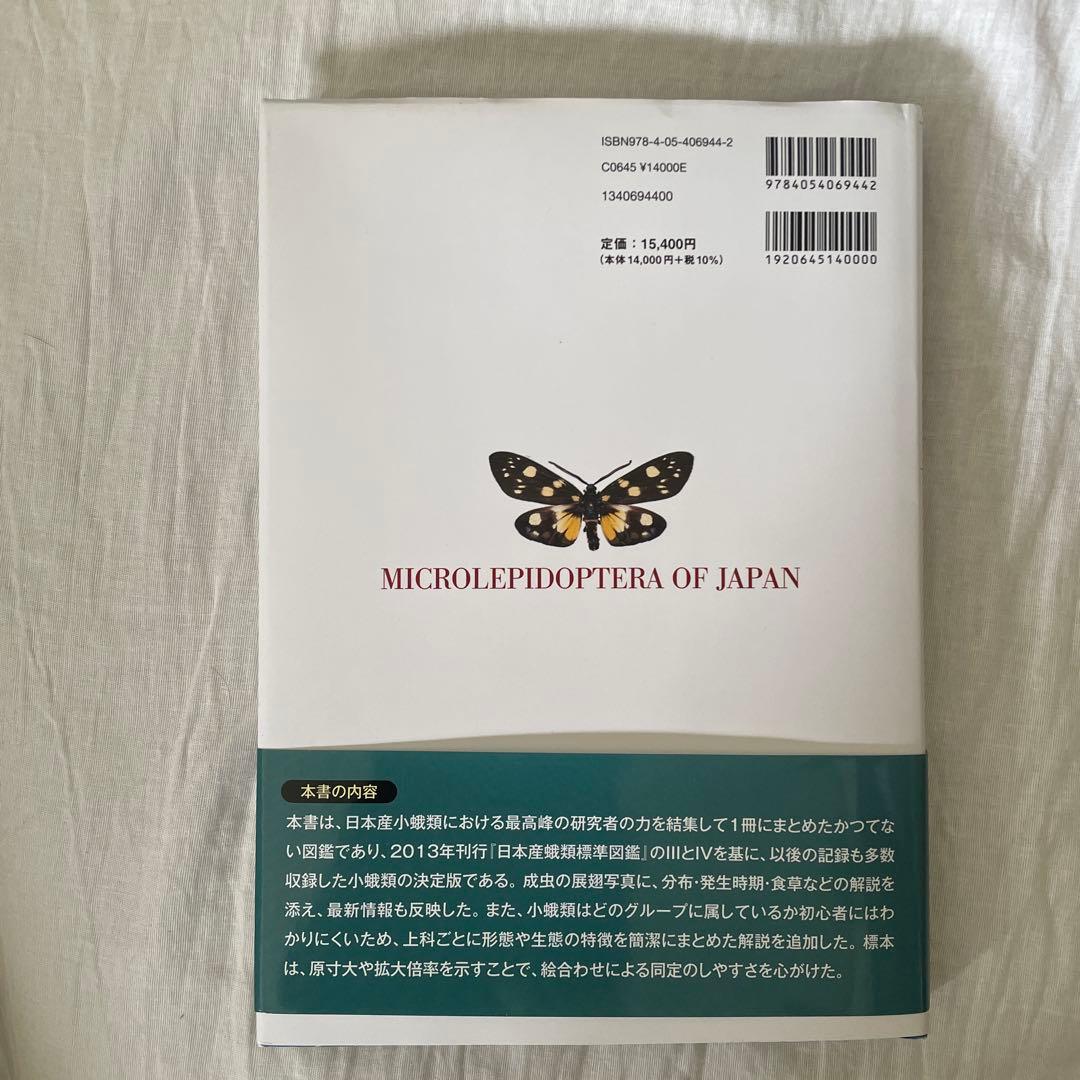 ISBN978-4-05-406944-2
C0645 ¥14000E
1340694400
定価：15,400円
（本体14,000円＋税10%）
9784054069442
1920645140000
MICROLEPIDOPTERA OF JAPAN
本書の内容
本書は、日本産小蛾類における最高峰の研究者の力を結集して1冊にまとめたかつてな
い図鑑であり、2013年刊行『日本産蛾類標準図鑑』のIIIとIVを基に、以後の記録も多数
収録した小蛾類の決定版である。成虫の展翅写真に、分布・発生時期・食草などの解説を
添え、最新情報も反映した。また、小蛾類はどのグループに属しているか初心者にはわ
かりにくいため、上科ごとに形態や生態の特徴を簡潔にまとめた解説を追加した。標本
は、原寸大や拡大倍率を示すことで、絵合わせによる同定のしやすさを心がけた。